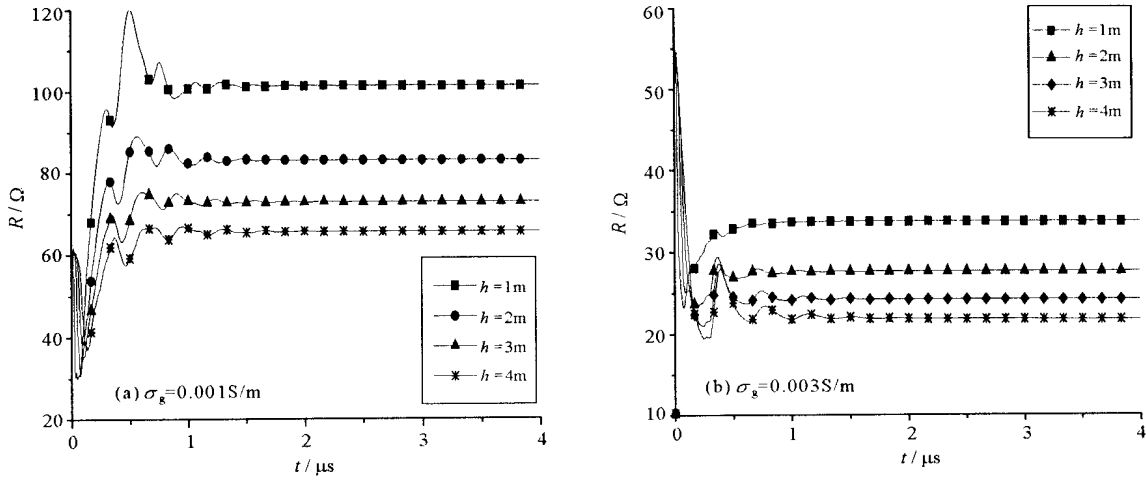 120
100
80
60
40
20
R / Ω
h = 1m
h = 2m
h = 3m
h = 4m
(a) σg=0.001S/m
0
1
2
3
4
t / μs
60
50
40
30
20
10
R / Ω
h = 1m
h = 2m
h = 3m
h = 4m
(b) σg=0.003S/m
0
1
2
3
4
t / μs